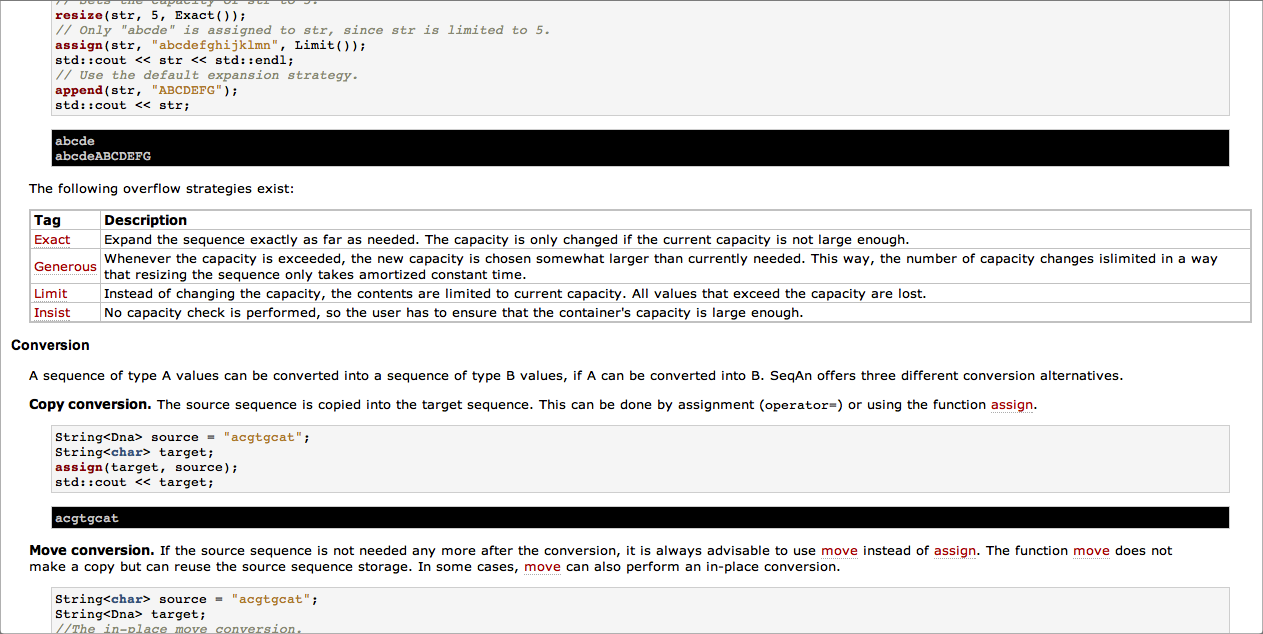 // Sets the capacity of str to 5.
resize(str, 5, Exact());
// Only "abcde" is assigned to str, since str is limited to 5.
assign(str, "abcdefghijklmn", Limit());
std::cout << str << std::endl;
// Use the default expansion strategy.
append(str, "ABCDEFG");
std::cout << str;
abcde
abcdeABCDEFG
The following overflow strategies exist:
Tag Description
Exact Expand the sequence exactly as far as needed. The capacity is only changed if the current capacity is not large enough.
Generous Whenever the capacity is exceeded, the new capacity is chosen somewhat larger than currently needed. This way, the number of capacity changes islimited in a way
that resizing the sequence only takes amortized constant time.
Limit Instead of changing the capacity, the contents are limited to current capacity. All values that exceed the capacity are lost.
Insist No capacity check is performed, so the user has to ensure that the container's capacity is large enough.
Conversion
A sequence of type A values can be converted into a sequence of type B values, if A can be converted into B. SeqAn offers three different conversion alternatives.
Copy conversion. The source sequence is copied into the target sequence. This can be done by assignment (operator=) or using the function assign.
String<Dna> source = "acgtgcat";
String<char> target;
assign(target, source);
std::cout << target;
acgtgcat
Move conversion. If the source sequence is not needed any more after the conversion, it is always advisable to use move instead of assign. The function move does not
make a copy but can reuse the source sequence storage. In some cases, move can also perform an in-place conversion.
String<char> source = "acgtgcat";
String<Dna> target;
//The in-place move conversion.